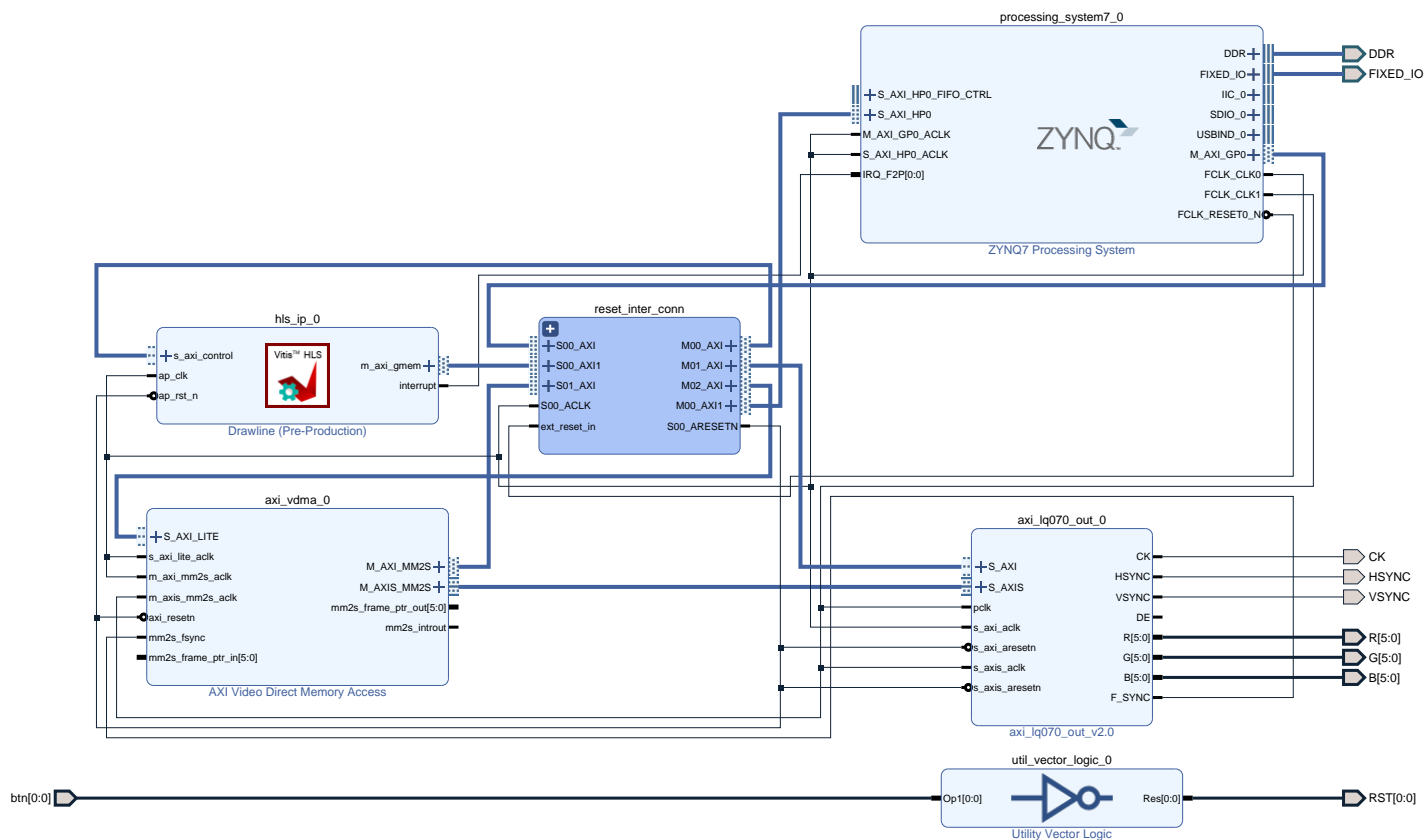 processing_system7_0
S_AXI_HP0_FIFO_CTRL
S_AXI_HP0
M_AXI_GP0_ACLK
S_AXI_HP0_ACLK
IRQ_F2P[0:0]
ZYNQ
DDR
FIXED_IO
IIC_0
SDIO_0
USBIND_0
M_AXI_GP0
FCLK_CLK0
FCLK_CLK1
FCLK_RESET0_N
ZYNQ7 Processing System
DDR
FIXED_IO
hls_ip_0
s_axi_control
ap_clk
ap_rst_n
Vitis™ HLS
m_axi_gmem
interrupt
Drawline (Pre-Production)
reset_inter_conn
S00_AXI
S00_AXI1
S01_AXI
S00_ACLK
ext_reset_in
M00_AXI
M01_AXI
M02_AXI
M00_AXI1
S00_ARESETN
axi_vdma_0
S_AXI_LITE
s_axi_lite_aclk
m_axi_mm2s_aclk
m_axis_mm2s_aclk
axi_resetn
mm2s_fsync
mm2s_frame_ptr_in[5:0]
M_AXI_MM2S
M_AXIS_MM2S
mm2s_frame_ptr_out[5:0]
mm2s_introut
AXI Video Direct Memory Access
axi_lq070_out_0
S_AXI
S_AXIS
pclk
s_axi_aclk
s_axi_aresetn
s_axis_aclk
s_axis_aresetn
CK
HSYNC
VSYNC
DE
R[5:0]
G[5:0]
B[5:0]
F_SYNC
axi_lq070_out_v2.0
CK
HSYNC
VSYNC
R[5:0]
G[5:0]
B[5:0]
util_vector_logic_0
btn[0:0]
Op1[0:0]
Res[0:0]
RST[0:0]
Utility Vector Logic